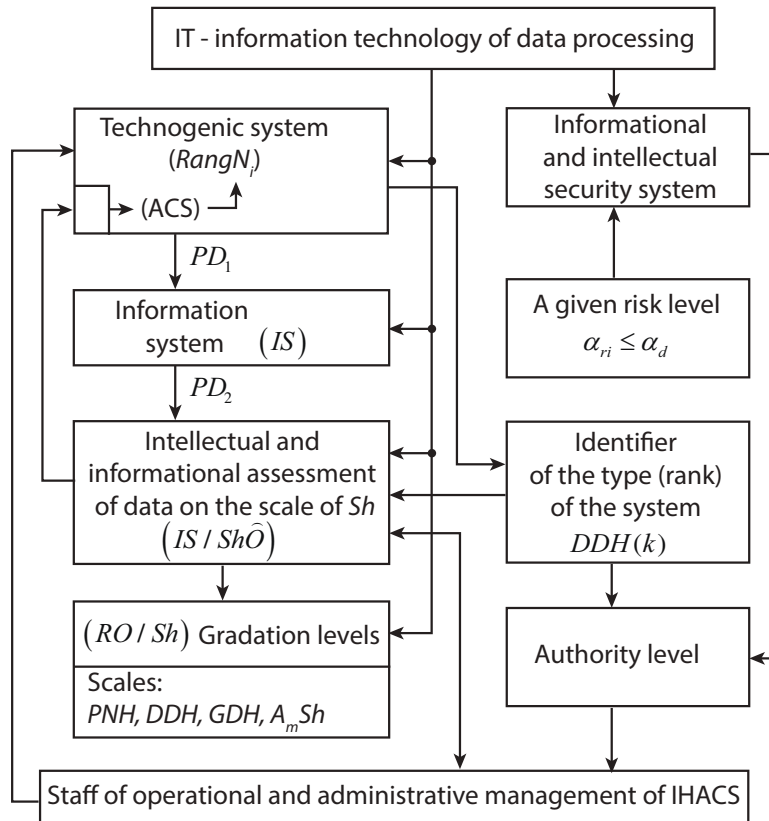 IT - information technology of data processing
Technogenic system
(RangN_i)
(ACS)
PD_1
Information
system (IS)
PD_2
Intellectual and
informational assessment
of data on the scale of Sh
(IS / ShÔ)
(RO / Sh) Gradation levels
Scales:
PNH, DDH, GDH, A_mSh
Informational
and intellectual
security system
A given risk level
α_ri ≤ α_d
Identifier
of the type (rank)
of the system
DDH(k)
Authority level
Staff of operational and administrative management of IHACS